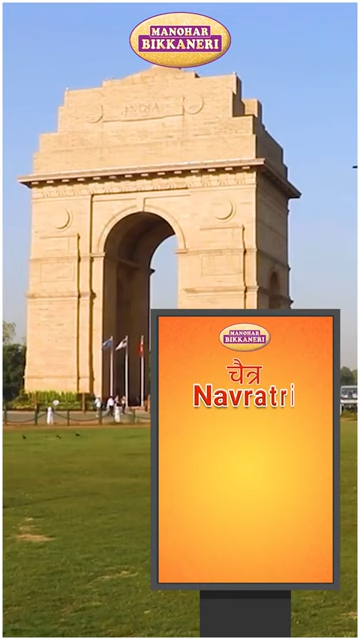 MANOHAR
BIKKANERI
INDIA
MANOHAR
BIKKANERI
चैत्र
Navratri